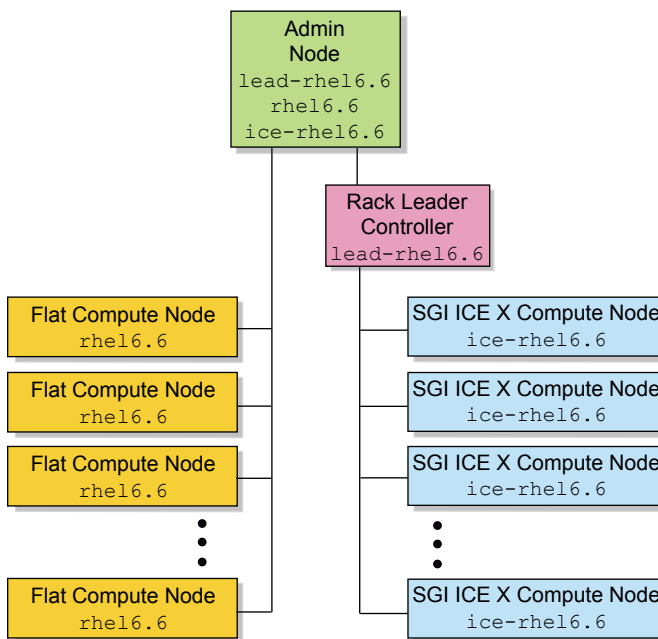 Admin
Node
lead-rhel6.6
rhel6.6
ice-rhel6.6
Rack Leader
Controller
lead-rhel6.6
Flat Compute Node
rhel6.6
SGI ICE X Compute Node
ice-rhel6.6
Flat Compute Node
rhel6.6
SGI ICE X Compute Node
ice-rhel6.6
Flat Compute Node
rhel6.6
SGI ICE X Compute Node
ice-rhel6.6
Flat Compute Node
rhel6.6
SGI ICE X Compute Node
ice-rhel6.6